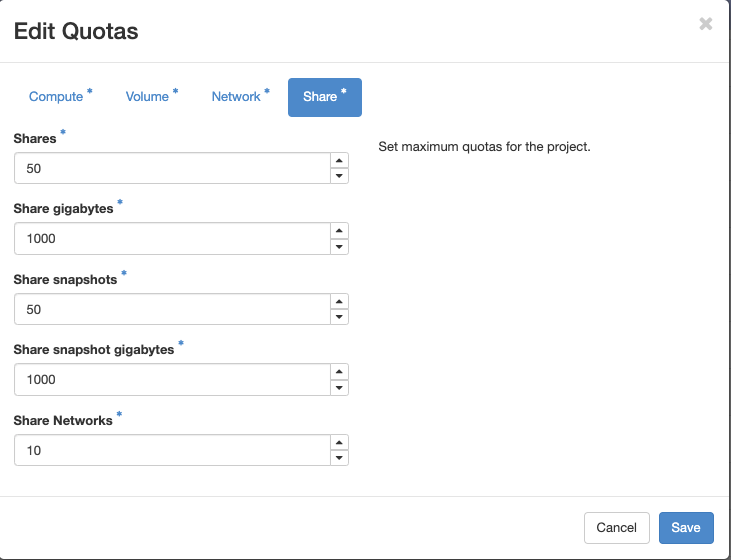 Edit Quotas
×
Compute * Volume * Network * Share *
Shares *
50
Set maximum quotas for the project.
Share gigabytes *
1000
Share snapshots *
50
Share snapshot gigabytes *
1000
Share Networks *
10
Cancel Save